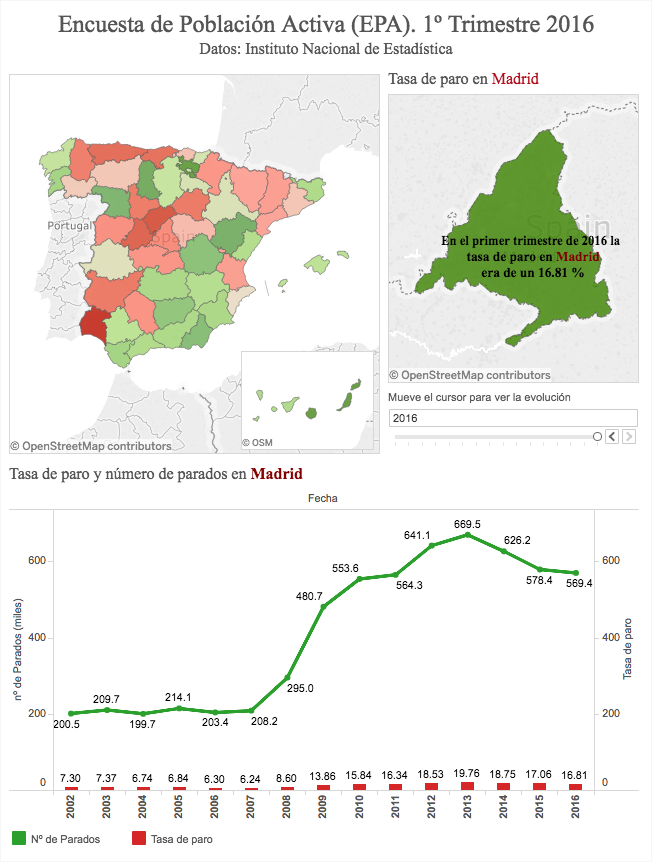 Encuesta de Población Activa (EPA). 1º Trimestre 2016
Datos: Instituto Nacional de Estadística
Tasa de paro en Madrid
Portugal
Spain
© OpenStreetMap contributors
© OSM
Spain
En el primer trimestre de 2016 la
tasa de paro en Madrid
era de un 16.81 %
© OpenStreetMap contributors
Mueve el cursor para ver la evolución
2016
Tasa de paro y número de parados en Madrid
Fecha
nº de Parados (miles)
600
400
200
0
200.5
209.7
199.7
214.1
203.4
208.2
295.0
480.7
553.6
564.3
641.1
669.5
626.2
578.4
569.4
600
400
200
0
Tasa de paro
7.30 7.37 6.74 6.84 6.30 6.24 8.60 13.86 15.84 16.34 18.53 19.76 18.75 17.06 16.81
2002 2003 2004 2005 2006 2007 2008 2009 2010 2011 2012 2013 2014 2015 2016
Nº de Parados Tasa de paro